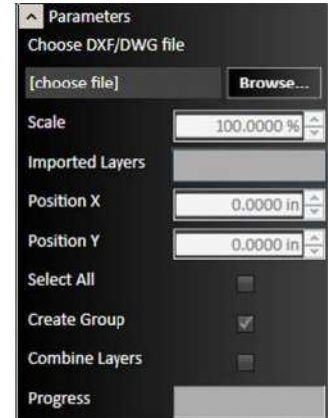 Parameters
Choose DXF/DWG file
[choose file] Browse...
Scale 100.0000 %
Imported Layers
Position X 0.0000 in
Position Y 0.0000 in
Select All
Create Group
Combine Layers
Progress